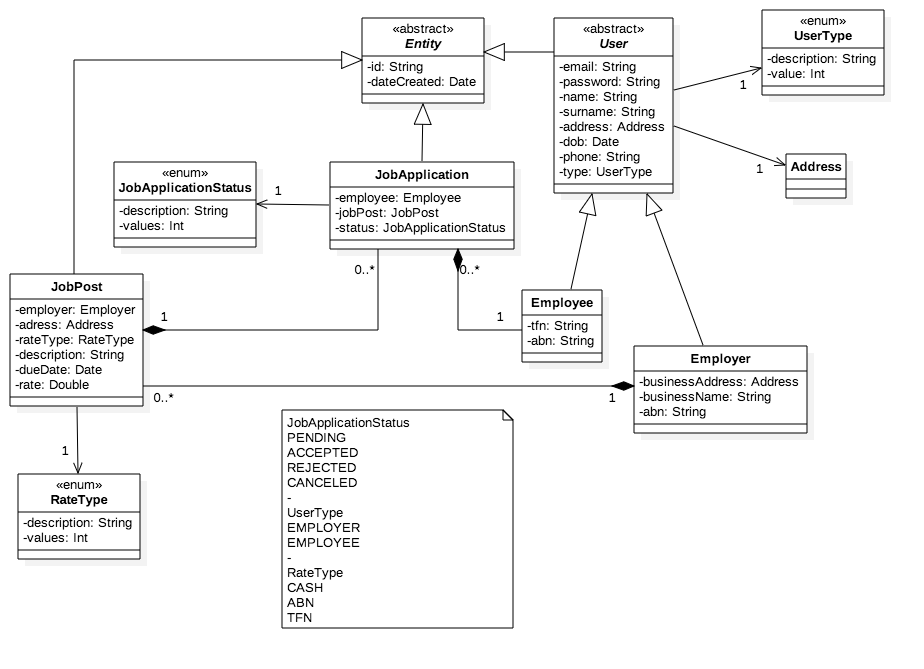 «abstract»
Entity
-id: String
-dateCreated: Date
«abstract»
User
-email: String
-password: String
-name: String
-surname: String
-address: Address
-dob: Date
-phone: String
-type: UserType
«enum»
UserType
-description: String
-value: Int
1
Address
1
«enum»
JobApplicationStatus
-description: String
-values: Int
1
JobApplication
-employee: Employee
-jobPost: JobPost
-status: JobApplicationStatus
0..*
0..*
JobPost
-employer: Employer
-adress: Address
-rateType: RateType
-description: String
-dueDate: Date
-rate: Double
1
1
Employee
-tfn: String
-abn: String
Employer
-businessAddress: Address
-businessName: String
-abn: String
0..*
1
1
«enum»
RateType
-description: String
-values: Int
JobApplicationStatus
PENDING
ACCEPTED
REJECTED
CANCELED
-
UserType
EMPLOYER
EMPLOYEE
-
RateType
CASH
ABN
TFN